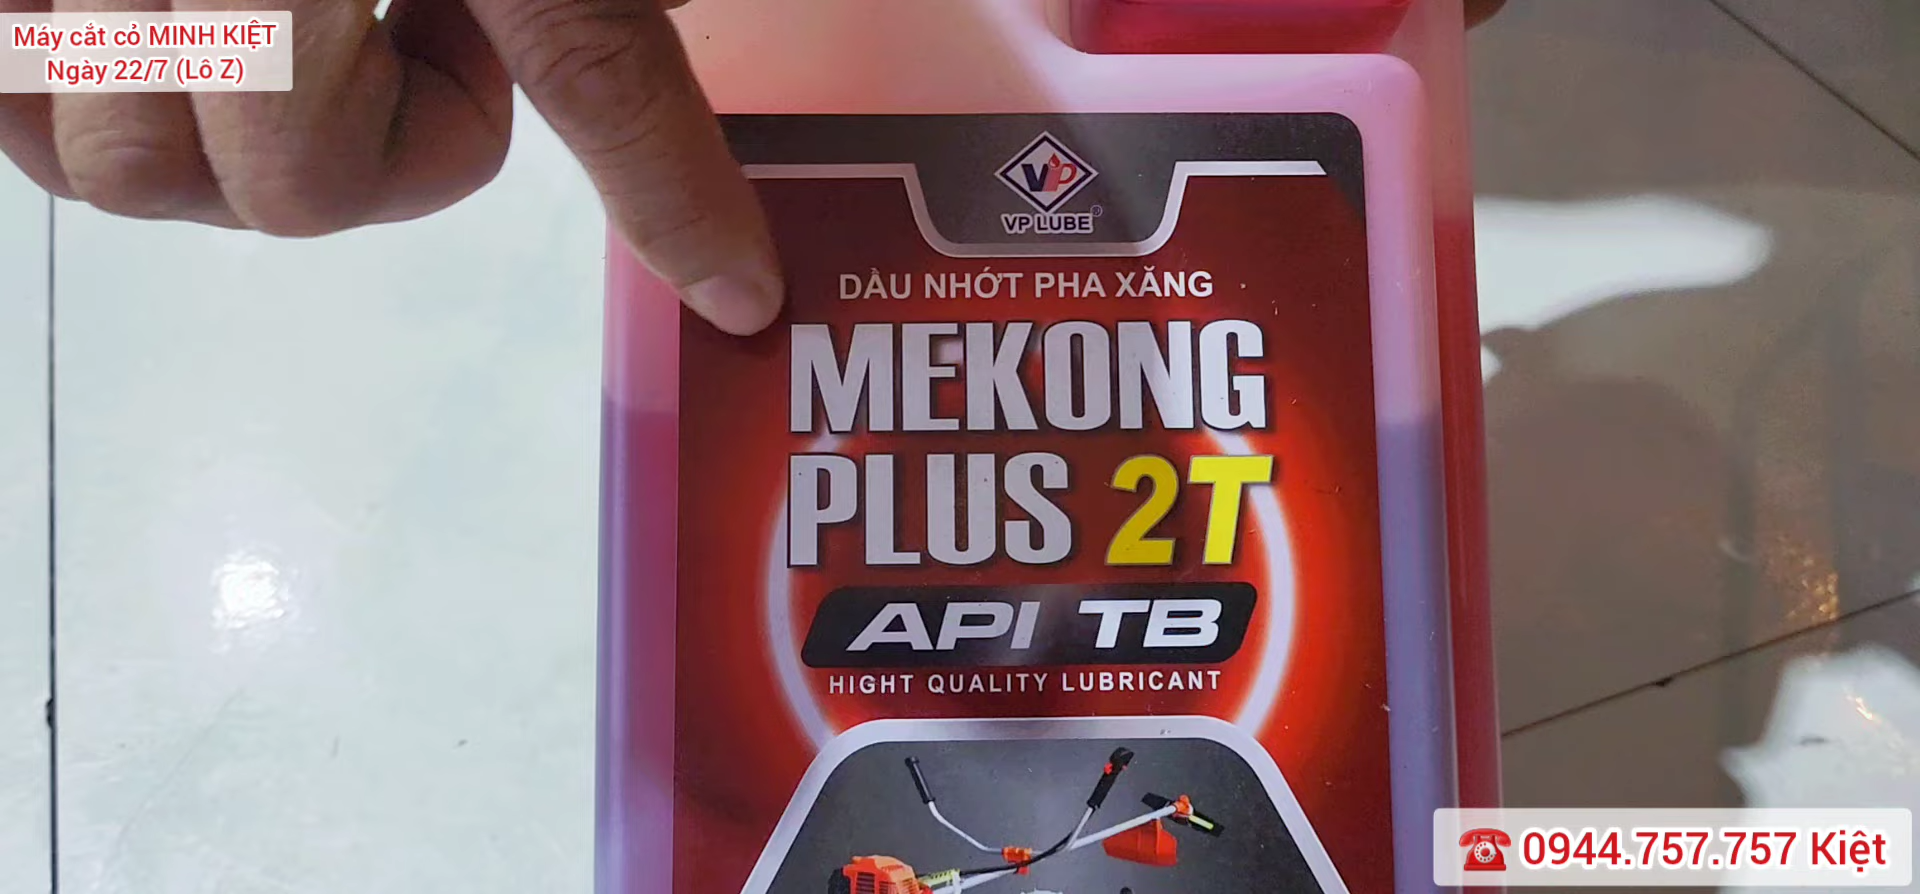 Máy cắt cỏ MINH KIỆT
Ngày 22/7 (Lô Z)
VP
VP LUBE®
DẦU NHỚT PHA XĂNG
MEKONG
PLUS 2T
API TB
HIGHT QUALITY LUBRICANT
☎ 0944.757.757 Kiệt